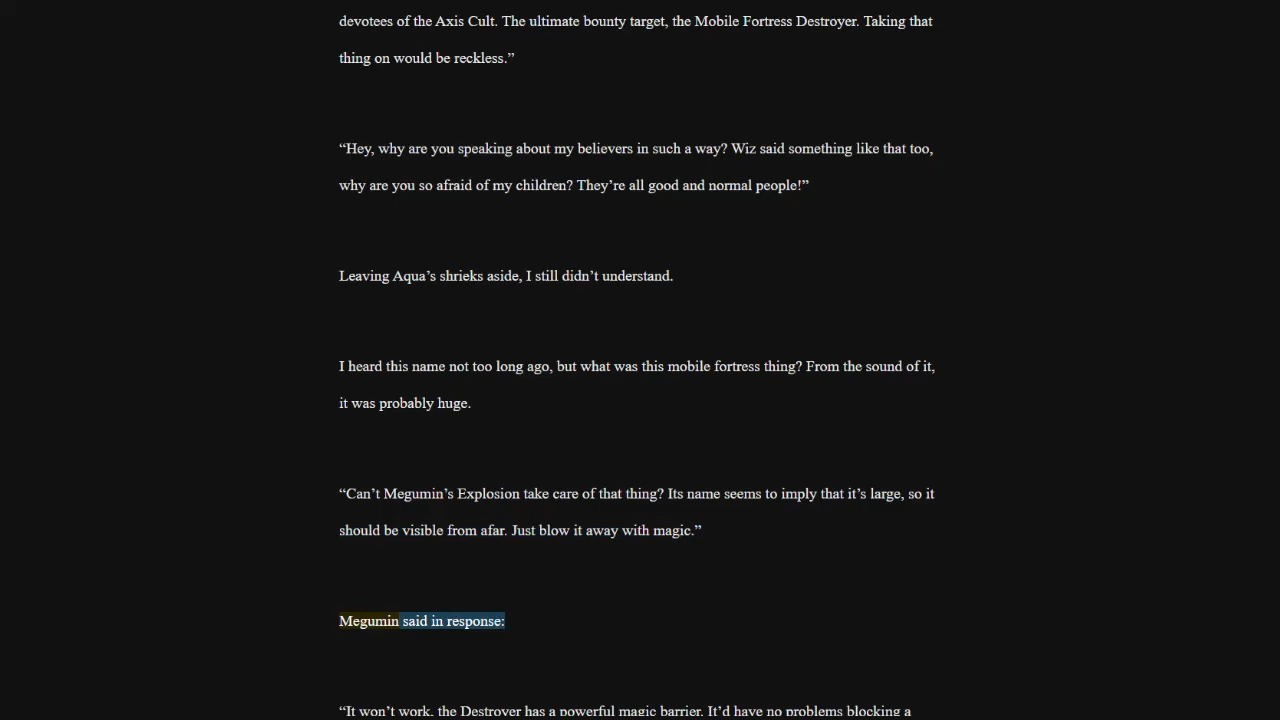 devotees of the Axis Cult. The ultimate bounty target, the Mobile Fortress Destroyer. Taking that
thing on would be reckless.”
“Hey, why are you speaking about my believers in such a way? Wiz said something like that too,
why are you so afraid of my children? They’re all good and normal people!”
Leaving Aqua’s shrieks aside, I still didn’t understand.
I heard this name not too long ago, but what was this mobile fortress thing? From the sound of it,
it was probably huge.
“Can’t Megumin’s Explosion take care of that thing? Its name seems to imply that it’s large, so it
should be visible from afar. Just blow it away with magic.”
Megumin said in response:
“It won’t work, the Destroyer has a powerful magic barrier. It’d have no problems blocking a